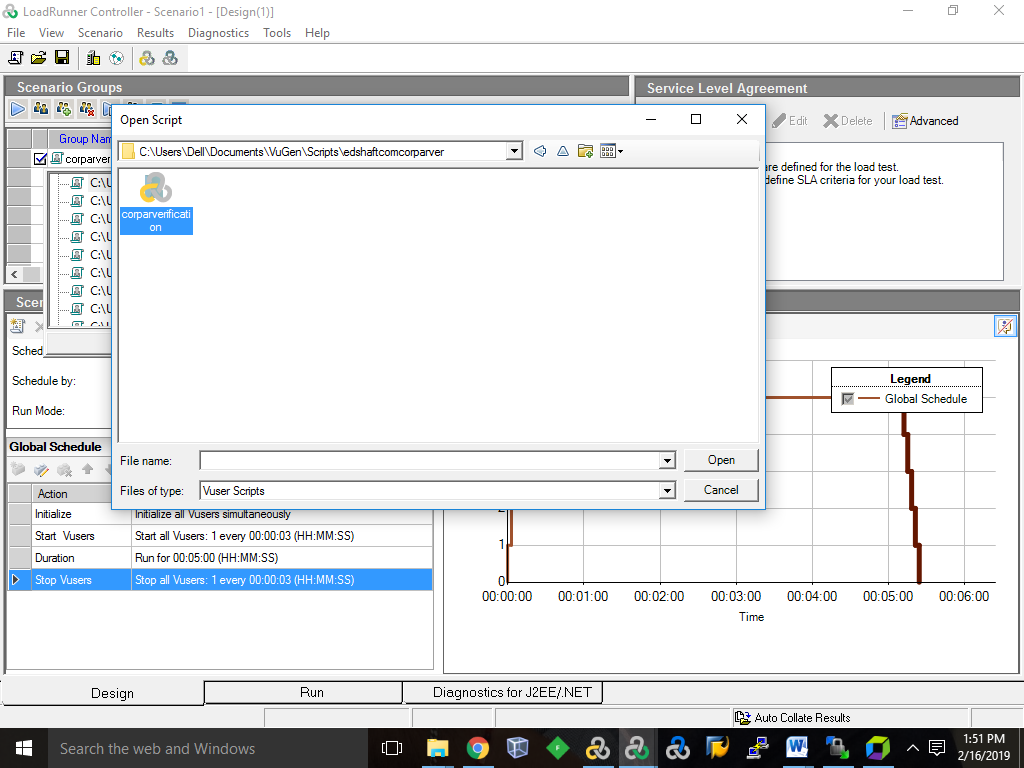 LoadRunner Controller - Scenario1 - [Design(1)]
File View Scenario Results Diagnostics Tools Help
Scenario Groups
Service Level Agreement
Edit Delete Advanced
Group Nam
corparver
C:\U
C:\U
C:\U
C:\U
C:\U
C:\U
C:\U
C:\U
C:\U
are defined for the load test.
define SLA criteria for your load test.
Open Script
C:\Users\Dell\Documents\VuGen\Scripts\edshaftcomcorparver
corparverificati
on
File name:
Open
Files of type:
Vuser Scripts
Cancel
Scen
Sched
Schedule by:
Run Mode:
Global Schedule
Action
Initialize Initialize all Vusers simultaneously
Start Vusers Start all Vusers: 1 every 00:00:03 (HH:MM:SS)
Duration Run for 00:05:00 (HH:MM:SS)
Stop Vusers Stop all Vusers: 1 every 00:00:03 (HH:MM:SS)
Legend
Global Schedule
2
1
0
00:00:00 00:01:00 00:02:00 00:03:00 00:04:00 00:05:00 00:06:00
Time
Design Run Diagnostics for J2EE/.NET
Auto Collate Results
Search the web and Windows
1:51 PM
2/16/2019